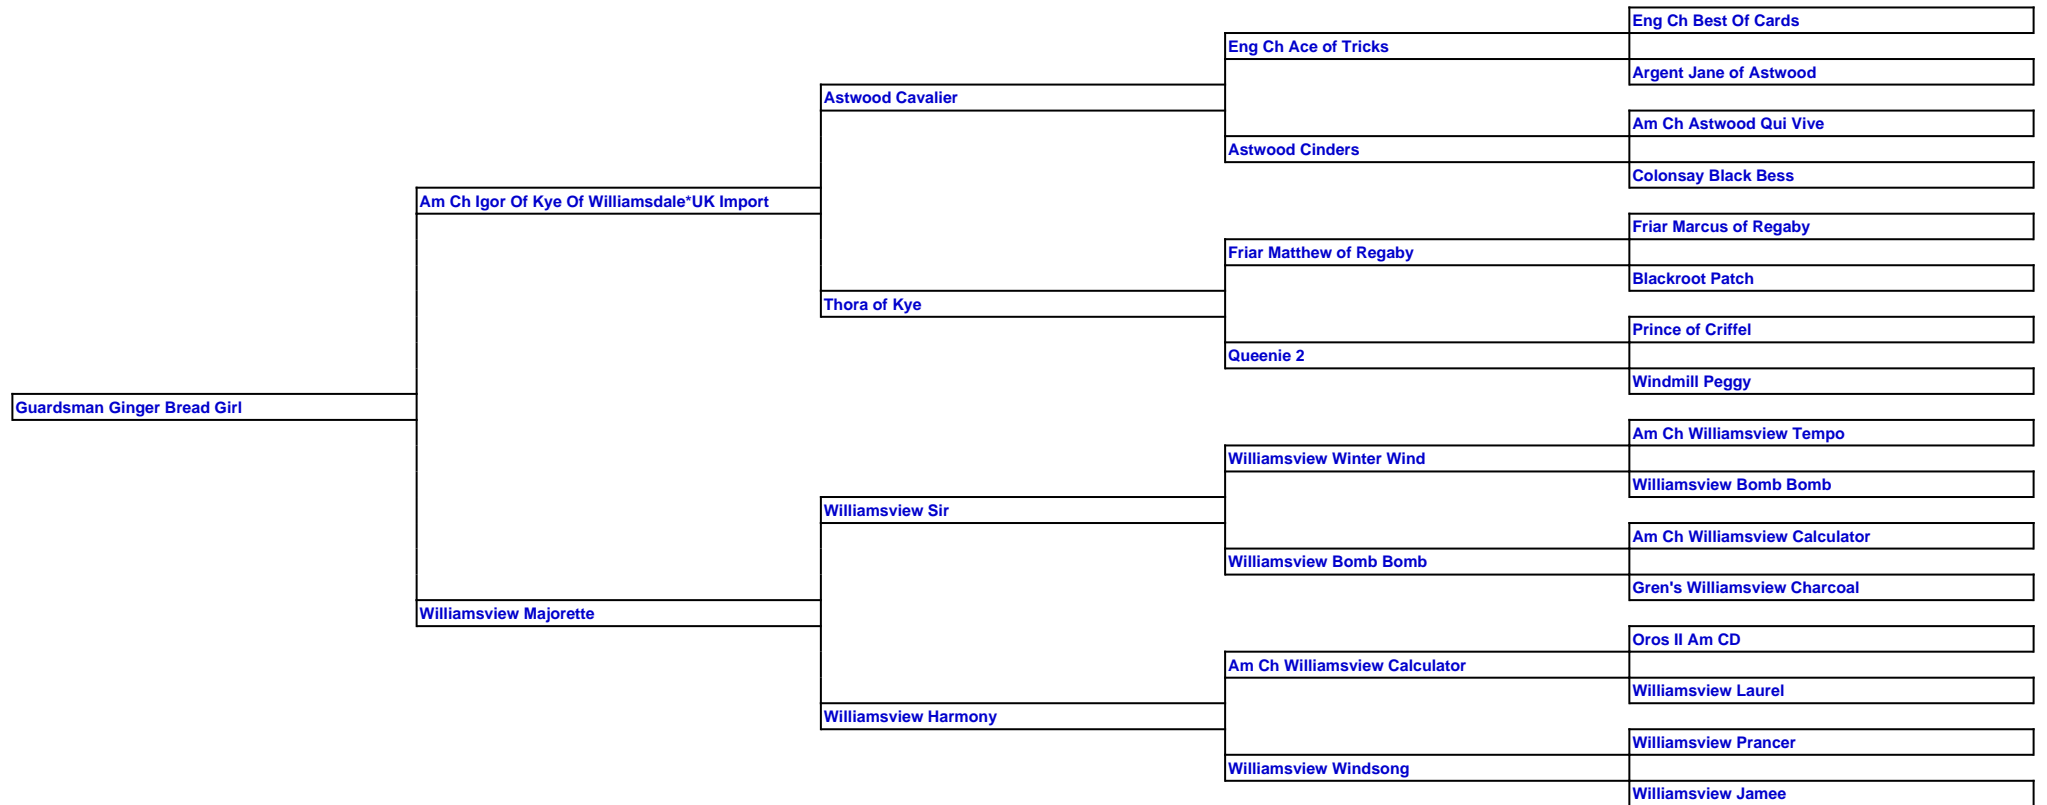 Eng Ch Best Of Cards
Eng Ch Ace of Tricks
Argent Jane of Astwood
Astwood Cavalier
Am Ch Astwood Qui Vive
Astwood Cinders
Colonsay Black Bess
Am Ch Igor Of Kye Of Williamsdale*UK Import
Friar Marcus of Regaby
Friar Matthew of Regaby
Blackroot Patch
Thora of Kye
Prince of Criffel
Queenie 2
Windmill Peggy
Guardsman Ginger Bread Girl
Am Ch Williamsview Tempo
Williamsview Winter Wind
Williamsview Bomb Bomb
Williamsview Sir
Am Ch Williamsview Calculator
Williamsview Bomb Bomb
Gren's Williamsview Charcoal
Williamsview Majorette
Oros II Am CD
Am Ch Williamsview Calculator
Williamsview Laurel
Williamsview Harmony
Williamsview Prancer
Williamsview Windsong
Williamsview Jamee